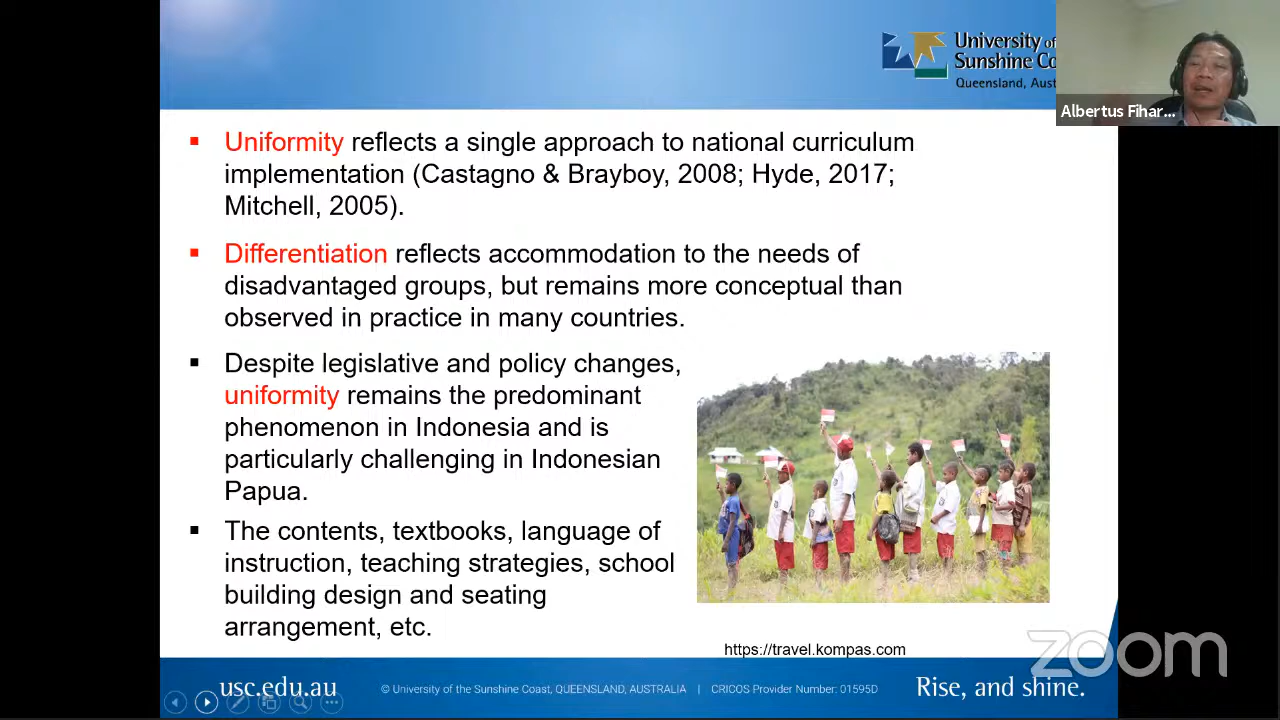 University of
Sunshine Co
Queensland, Aust
Albertus Fihar...
Uniformity reflects a single approach to national curriculum
implementation (Castagno & Brayboy, 2008; Hyde, 2017;
Mitchell, 2005).
Differentiation reflects accommodation to the needs of
disadvantaged groups, but remains more conceptual than
observed in practice in many countries.
Despite legislative and policy changes,
uniformity remains the predominant
phenomenon in Indonesia and is
particularly challenging in Indonesian
Papua.
The contents, textbooks, language of
instruction, teaching strategies, school
building design and seating
arrangement, etc.
https://travel.kompas.com
zoom
usc.edu.au
© University of the Sunshine Coast, QUEENSLAND, AUSTRALIA | CRICOS Provider Number: 01595D
Rise, and shine.